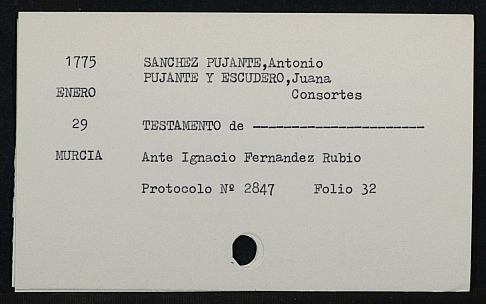 1775 SANCHEZ PUJANTE,Antonio
PUJANTE Y ESCUDERO,Juana
ENERO Consortes
29 TESTAMENTO de ----------------------
MURCIA Ante Ignacio Fernandez Rubio
Protocolo Nº 2847 Folio 32